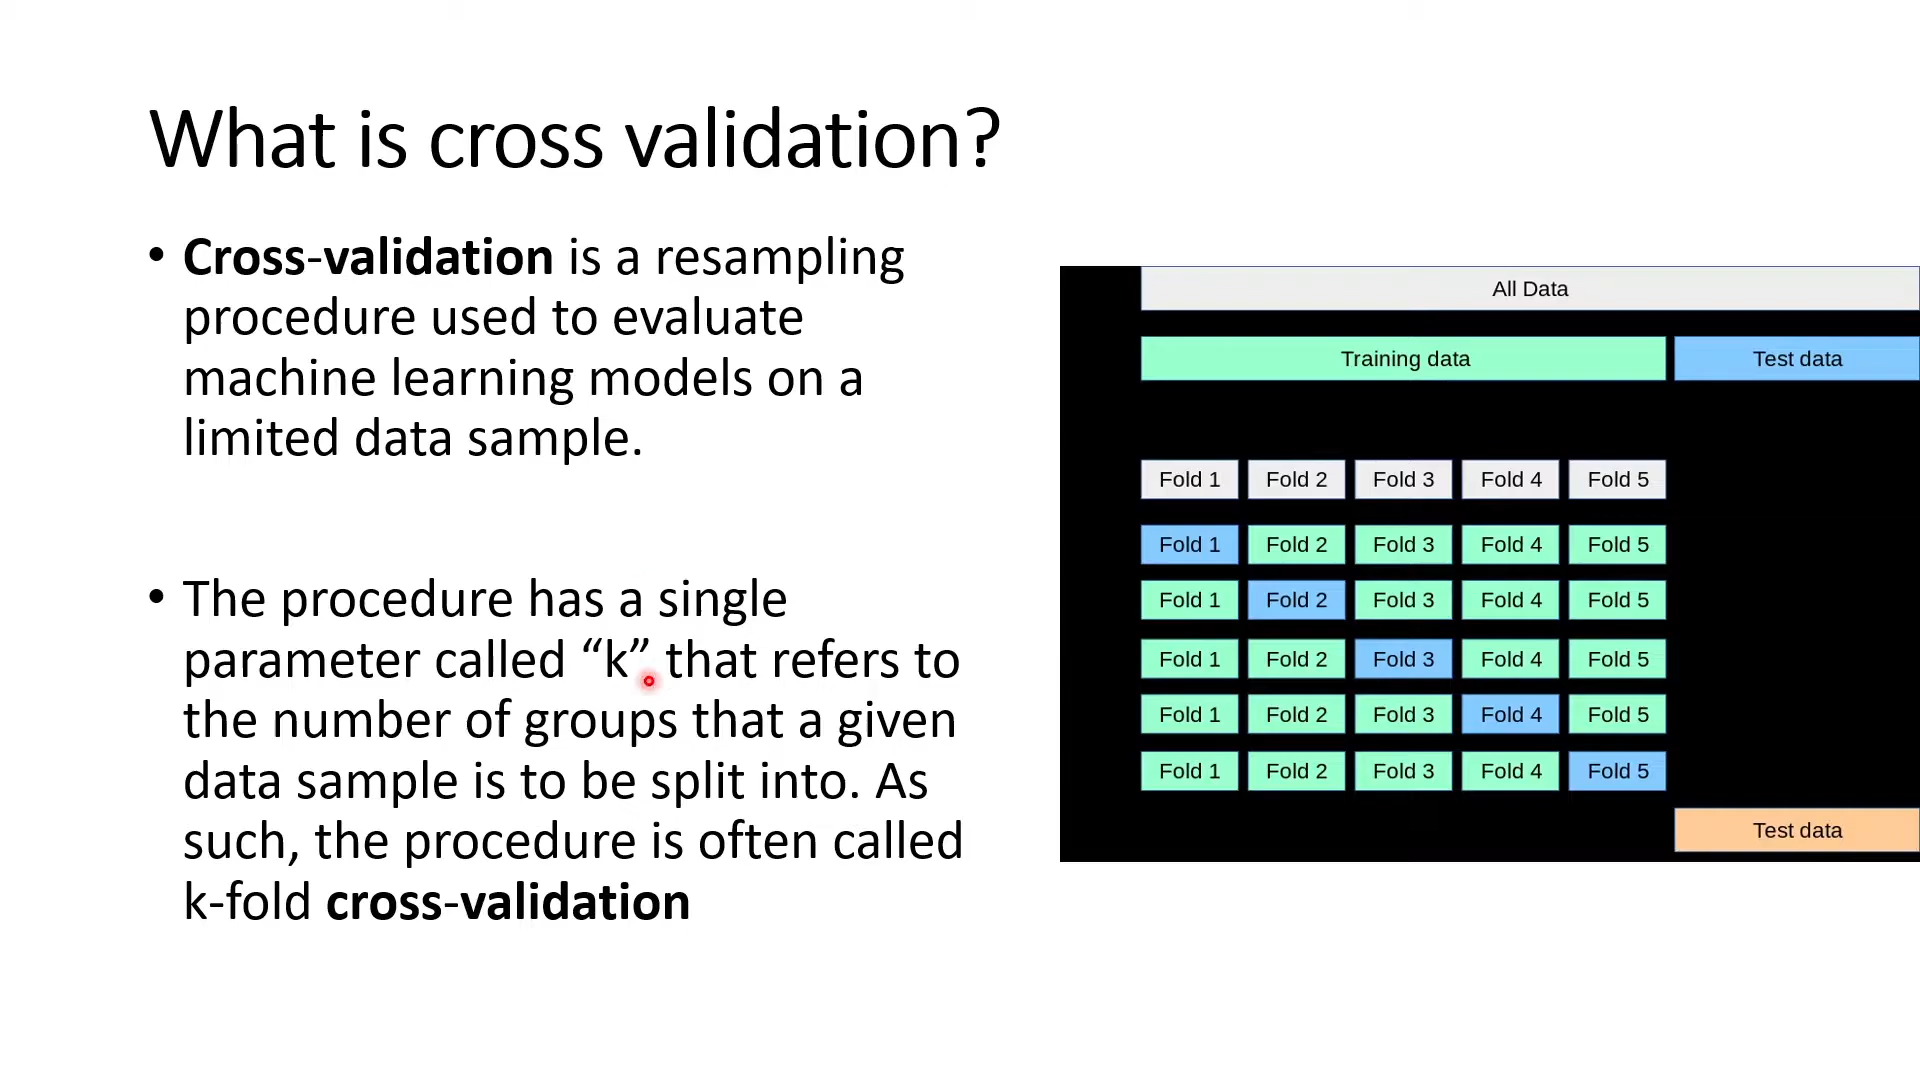 What is cross validation?
• Cross-validation is a resampling
procedure used to evaluate
machine learning models on a
limited data sample.
• The procedure has a single
parameter called “k” that refers to
the number of groups that a given
data sample is to be split into. As
such, the procedure is often called
k-fold cross-validation
All Data
Training data Test data
Fold 1 Fold 2 Fold 3 Fold 4 Fold 5
Fold 1 Fold 2 Fold 3 Fold 4 Fold 5
Fold 1 Fold 2 Fold 3 Fold 4 Fold 5
Fold 1 Fold 2 Fold 3 Fold 4 Fold 5
Fold 1 Fold 2 Fold 3 Fold 4 Fold 5
Fold 1 Fold 2 Fold 3 Fold 4 Fold 5
Test data